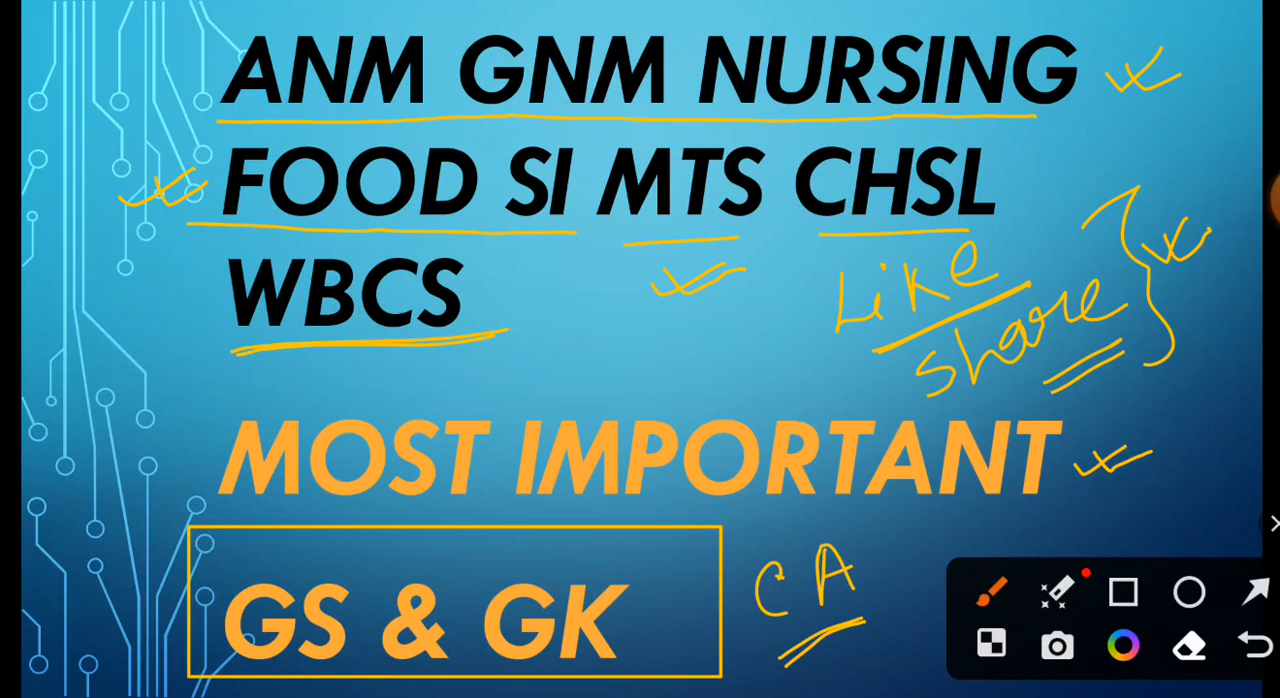 ANM GNM NURSING
FOOD SI MTS CHSL
WBCS
Like
share
MOST IMPORTANT
GS & GK
CA